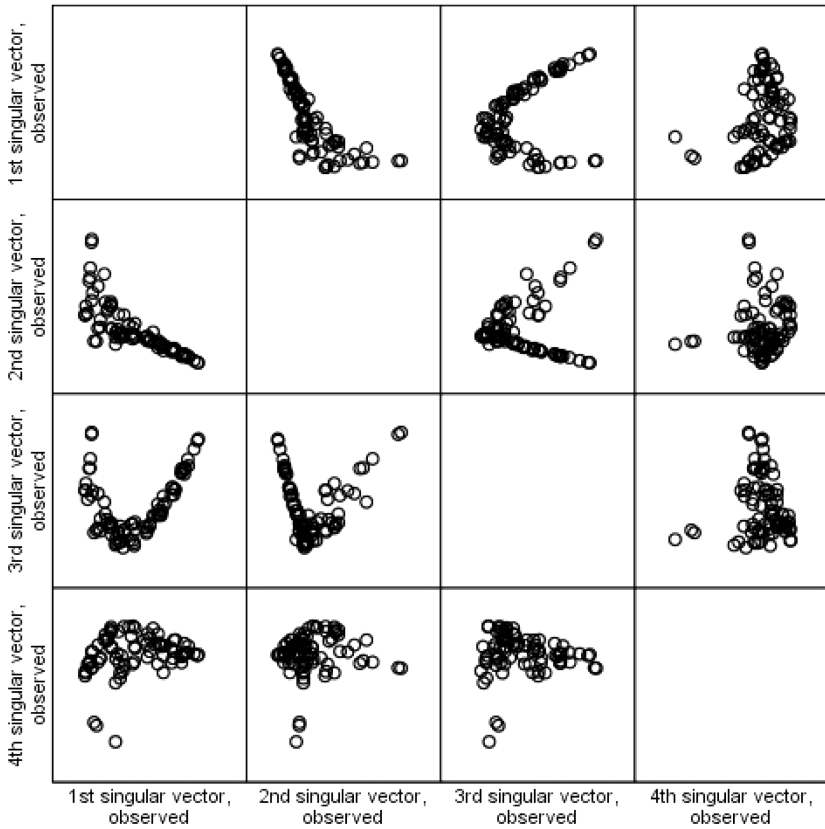 1st singular vector,
observed
2nd singular vector,
observed
3rd singular vector,
observed
4th singular vector,
observed
1st singular vector,
observed
2nd singular vector,
observed
3rd singular vector,
observed
4th singular vector,
observed